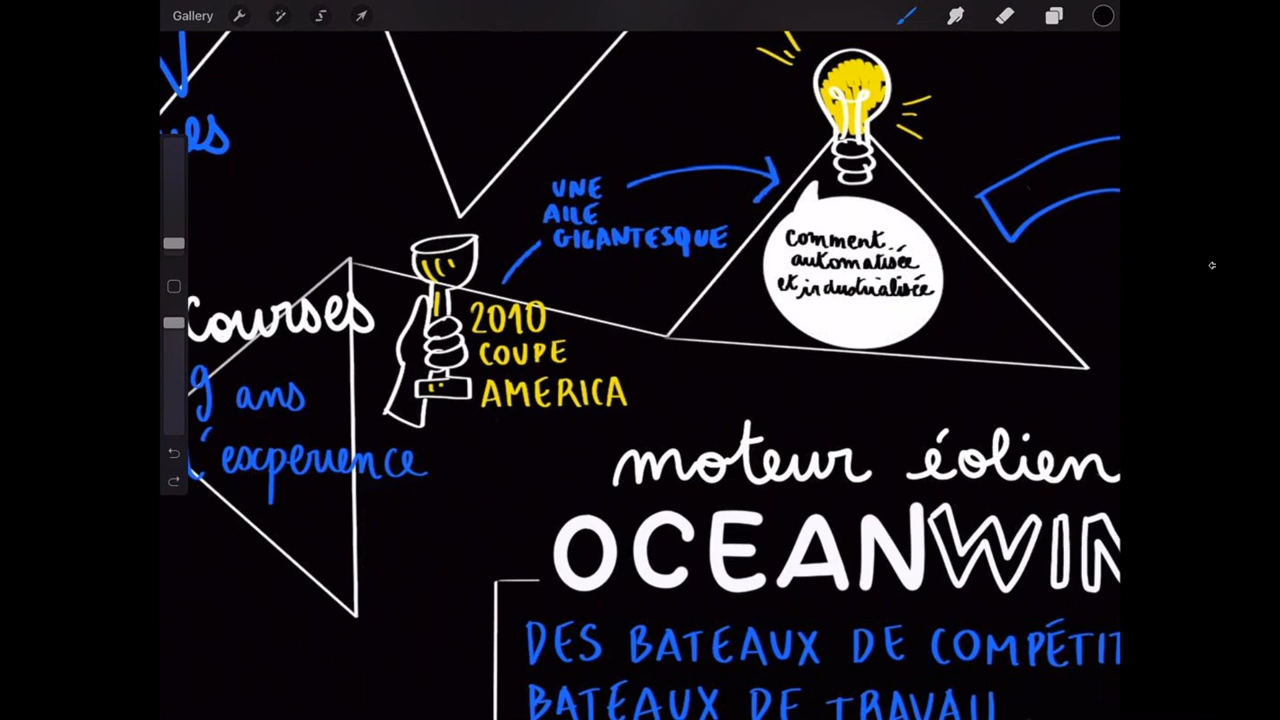 Gallery
UNE
AILE
GIGANTESQUE
comment
automatisée
et industrialisée
courses
2010
COUPE
AMERICA
9 ans
d'expérience
moteur éolien
OCEANWIN
DES BATEAUX DE COMPÉTIT
BATEAUX DE TRAVAIL